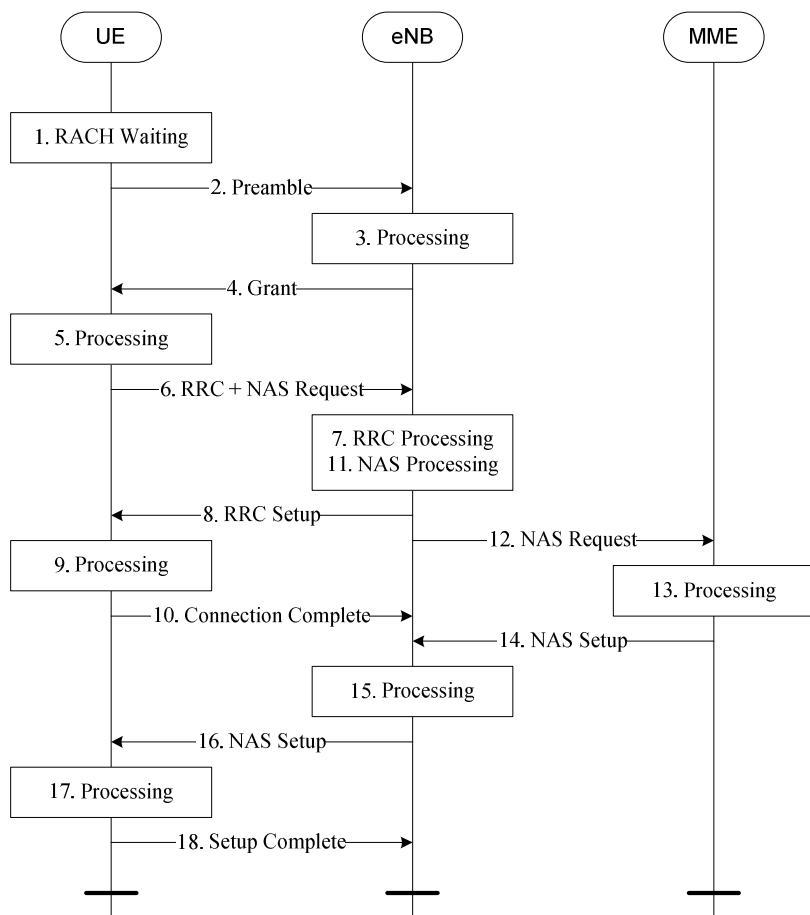 UE
eNB
MME
1. RACH Waiting
2. Preamble
3. Processing
4. Grant
5. Processing
6. RRC + NAS Request
7. RRC Processing
11. NAS Processing
8. RRC Setup
12. NAS Request
9. Processing
13. Processing
10. Connection Complete
14. NAS Setup
15. Processing
16. NAS Setup
17. Processing
18. Setup Complete